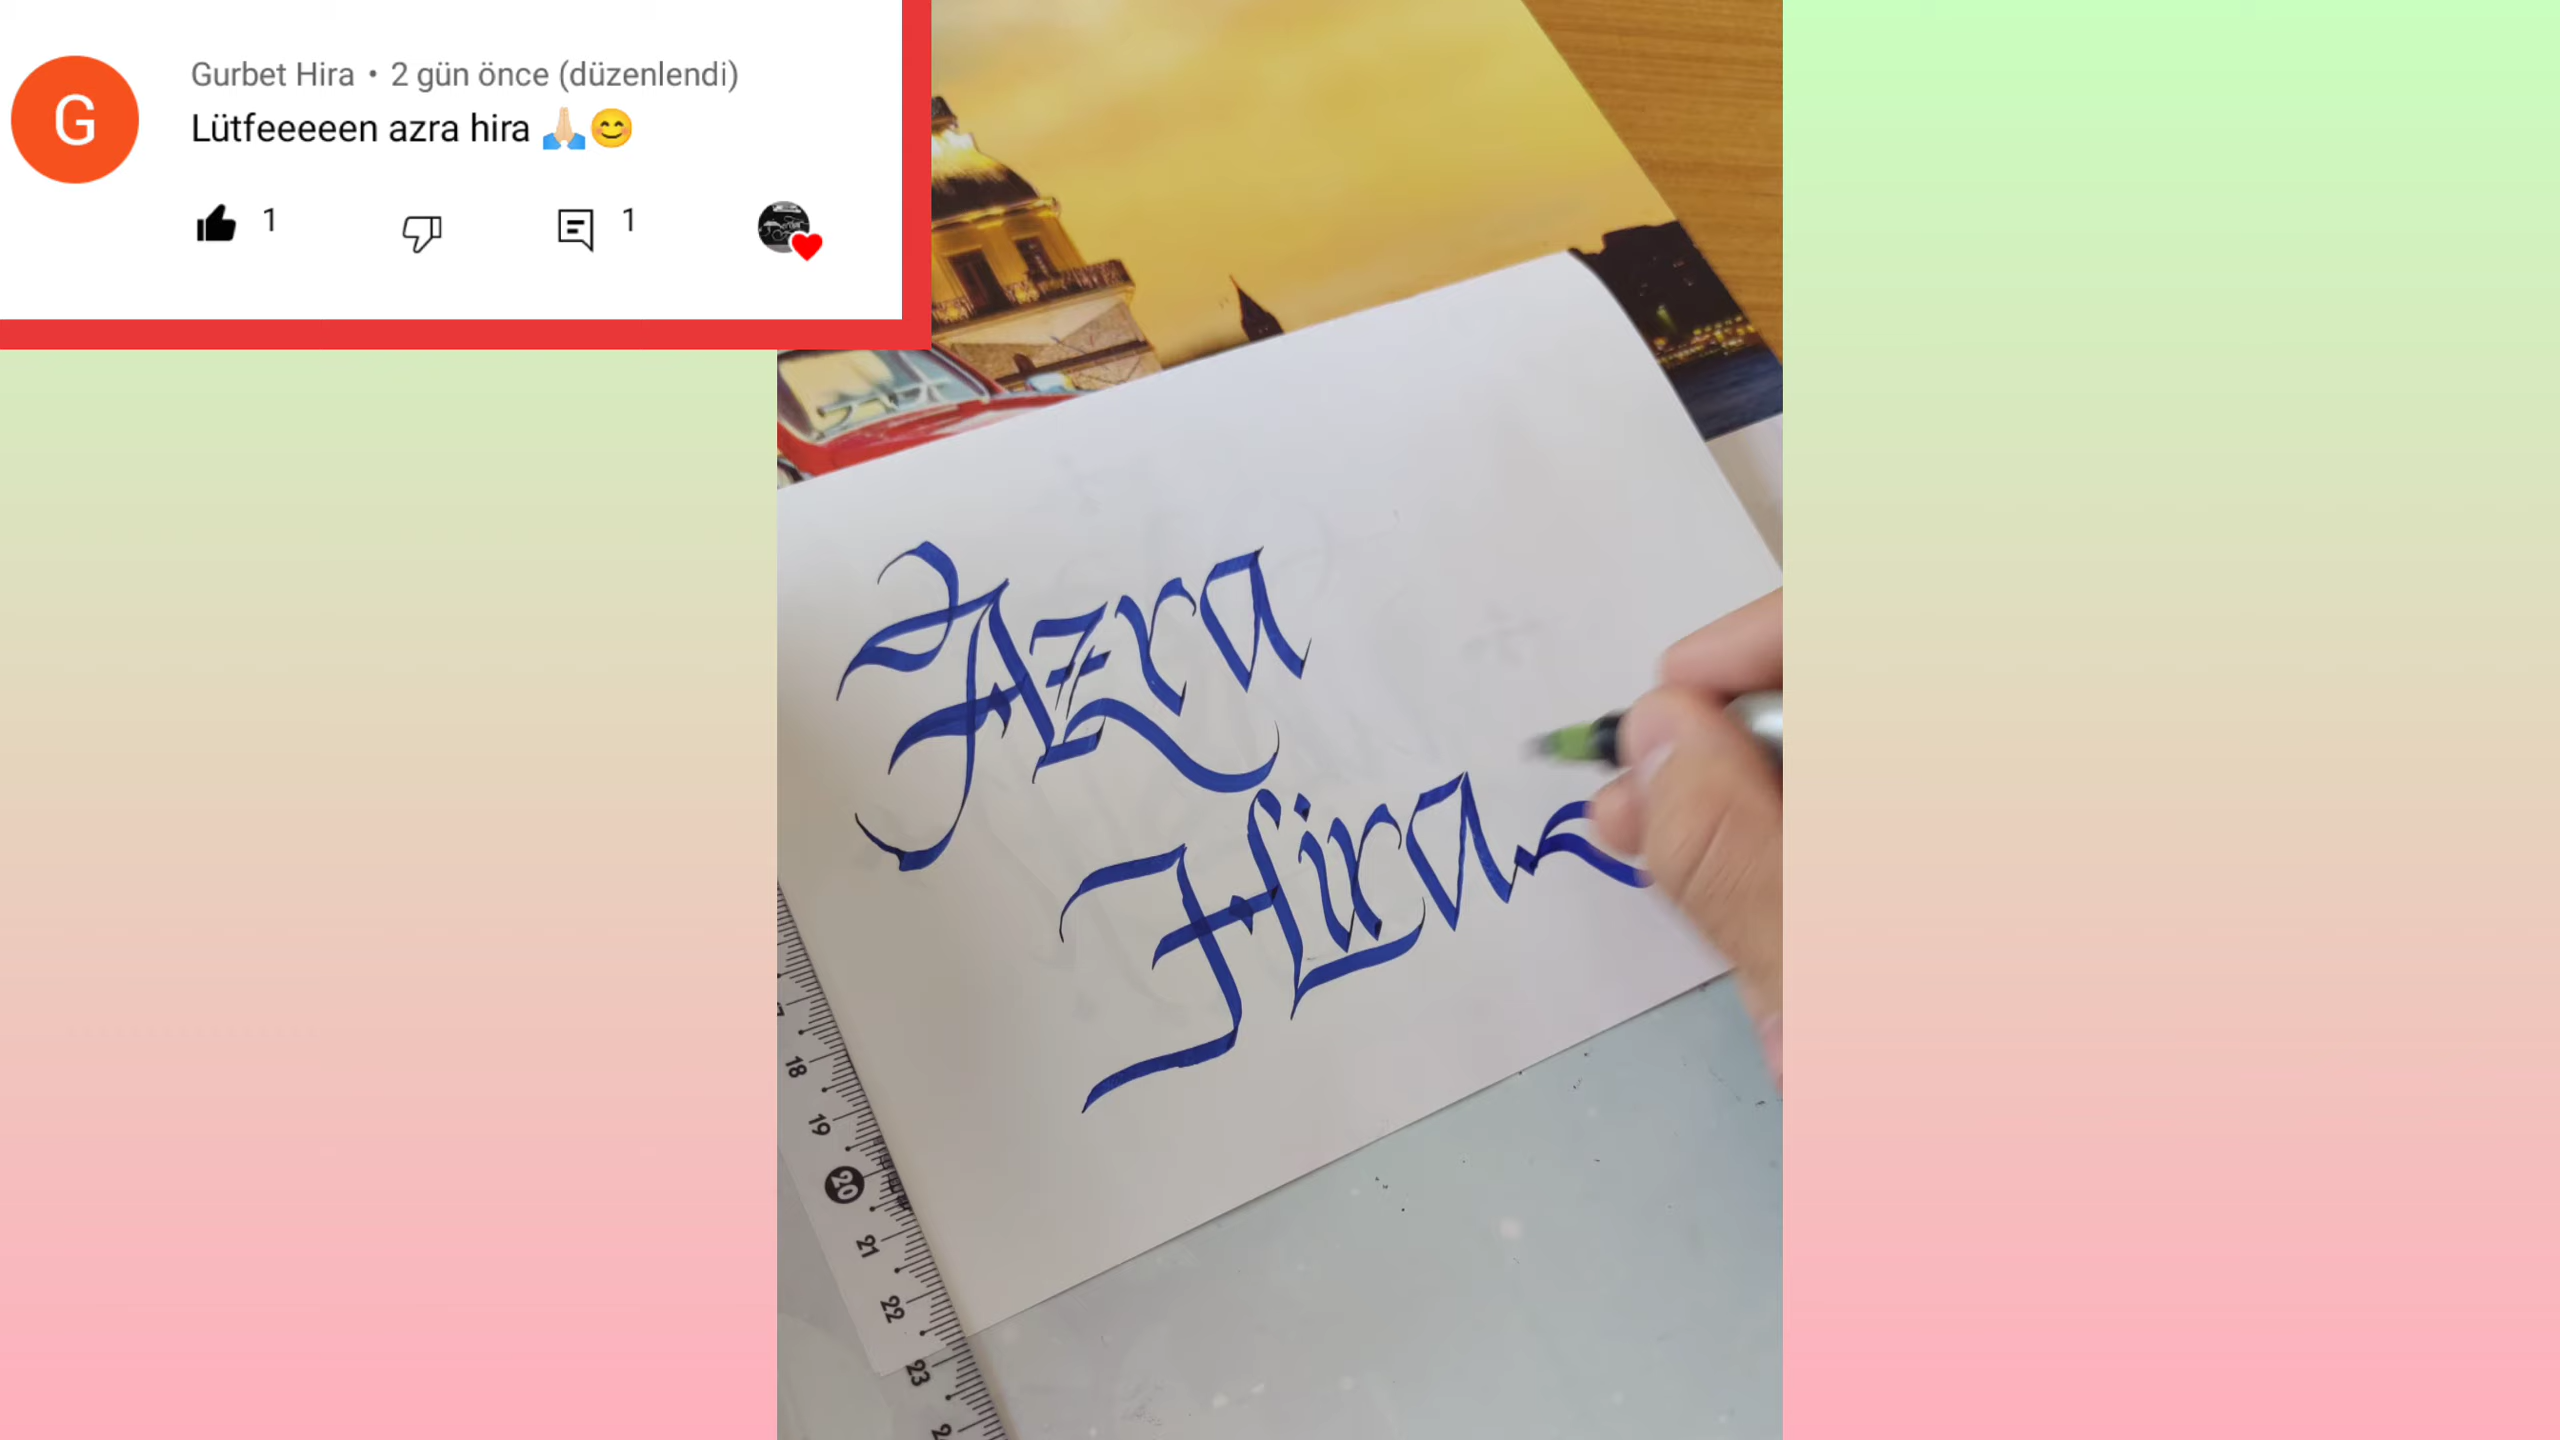 G
Gurbet Hira • 2 gün önce (düzenlendi)
Lütfeeeeen azra hira 🙏🏻😊
1
1
Azra
Hira
18
19
20
21
22
23